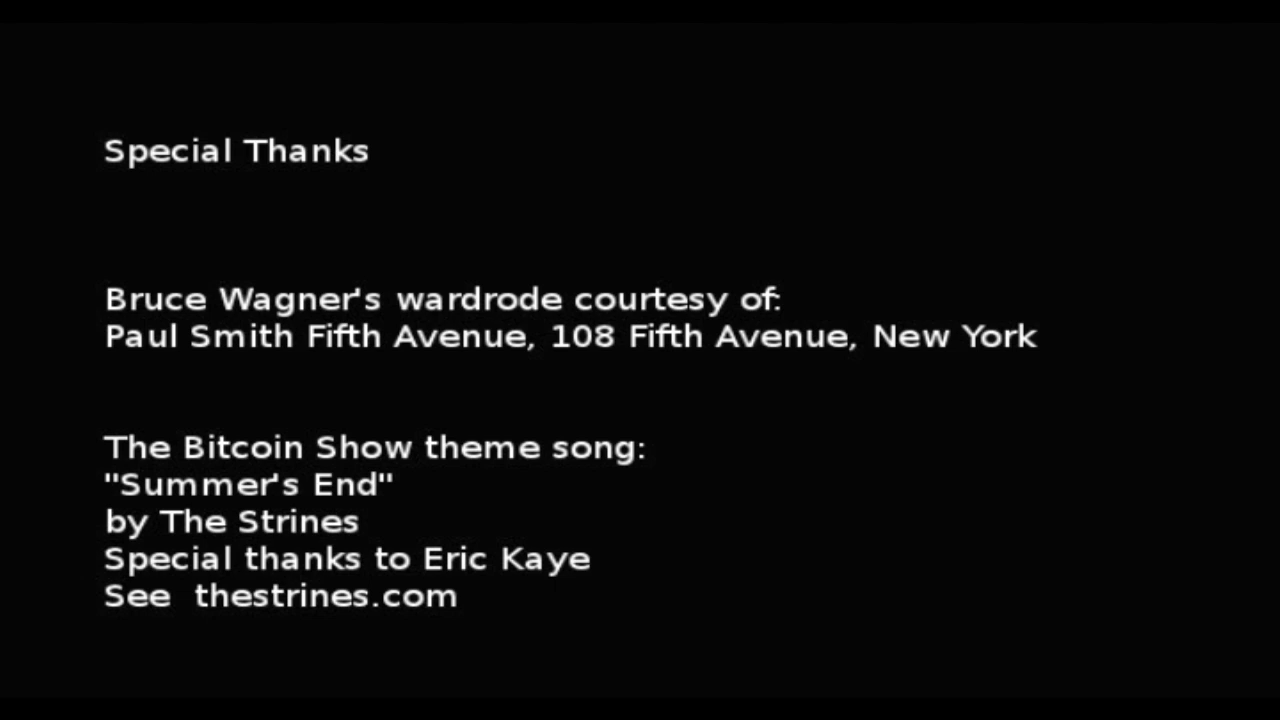 Special Thanks
Bruce Wagner's wardrode courtesy of:
Paul Smith Fifth Avenue, 108 Fifth Avenue, New York
The Bitcoin Show theme song:
"Summer's End"
by The Strines
Special thanks to Eric Kaye
See  thestrines.com